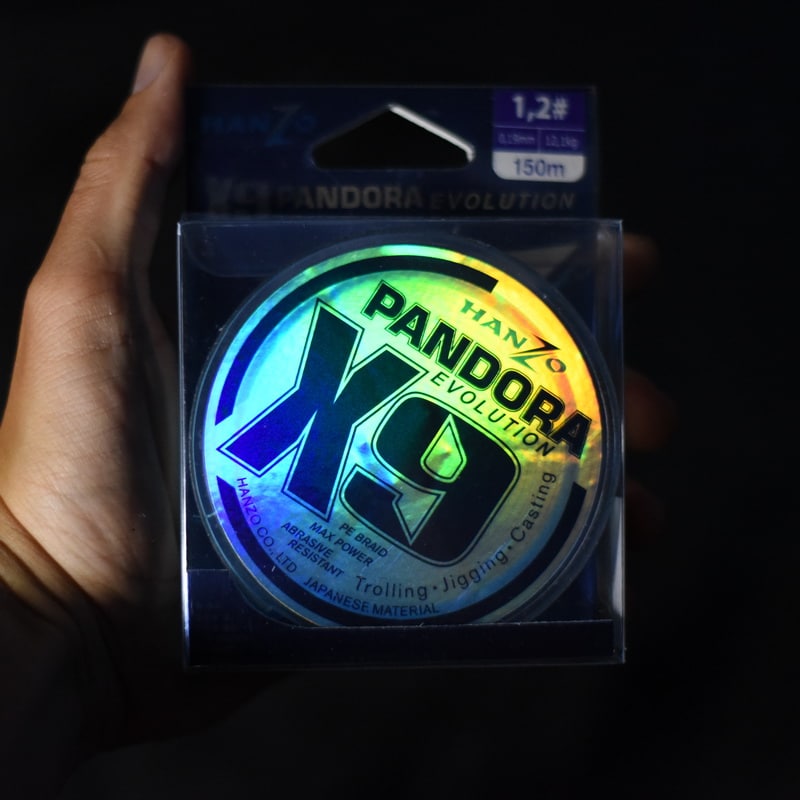 HANZO
1,2#
0,19mm 12,1kg
150m
X9 PANDORA EVOLUTION
HANZO
PANDORA
EVOLUTION
X9
PE BRAID
MAX POWER
ABRASIVE
RESISTANT
Trolling • Jigging • Casting
HANZO CO., LTD JAPANESE MATERIAL